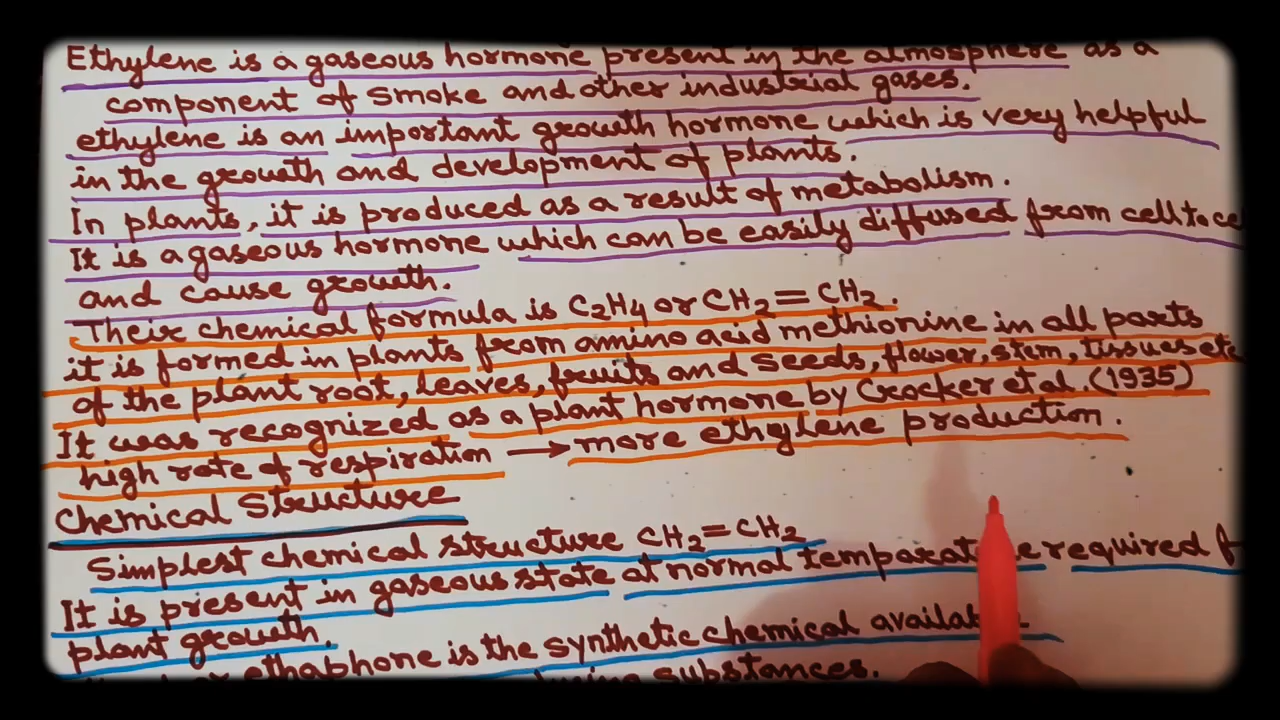 Ethylene is a gaseous hormone present in the atmosphere as a
component of smoke and other industrial gases.
ethylene is an important growth hormone which is very helpful
in the growth and development of plants.
In plants, it is produced as a result of metabolism.
It is a gaseous hormone which can be easily diffused from cell to ce
and cause growth.
Their chemical formula is C2H4 or CH2=CH2.
it is formed in plants from amino acid methionine in all parts
of the plant root, leaves, fruits and seeds, flower, stem, tissues etc
It was recognized as a plant hormone by Crocker et al. (1935)
high rate of respiration → more ethylene production.
Chemical Structure
Simplest chemical structure CH2=CH2
It is present in gaseous state at normal required
plant growth.
ethaphone is the synthetic chemical
substances.